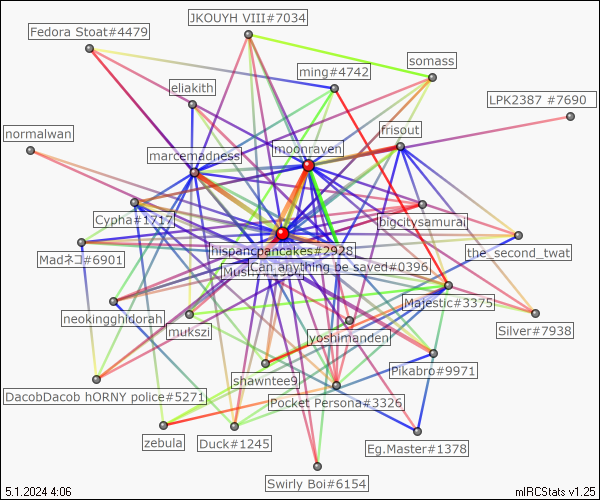 JKOUYH VIII#7034
Fedora Stoat#4479
somass
ming#4742
eliakith
LPK2387 #7690
normalwan
frisout
moonraven
marcemadness
Cypha#1717
bigcitysamurai
hispancpancakes#2928
the_second_twat
Madネコ#6901
Can anything be saved#0396
Majestic#3375
neokingghidorah
mukszi
yoshimanden
Silver#7938
Pikabro#9971
shawntee9
DacobDacob hORNY police#5271
Pocket Persona#3326
zebula
Duck#1245
Eg.Master#1378
Swirly Boi#6154
5.1.2024 4:06
mIRCStats v1.25